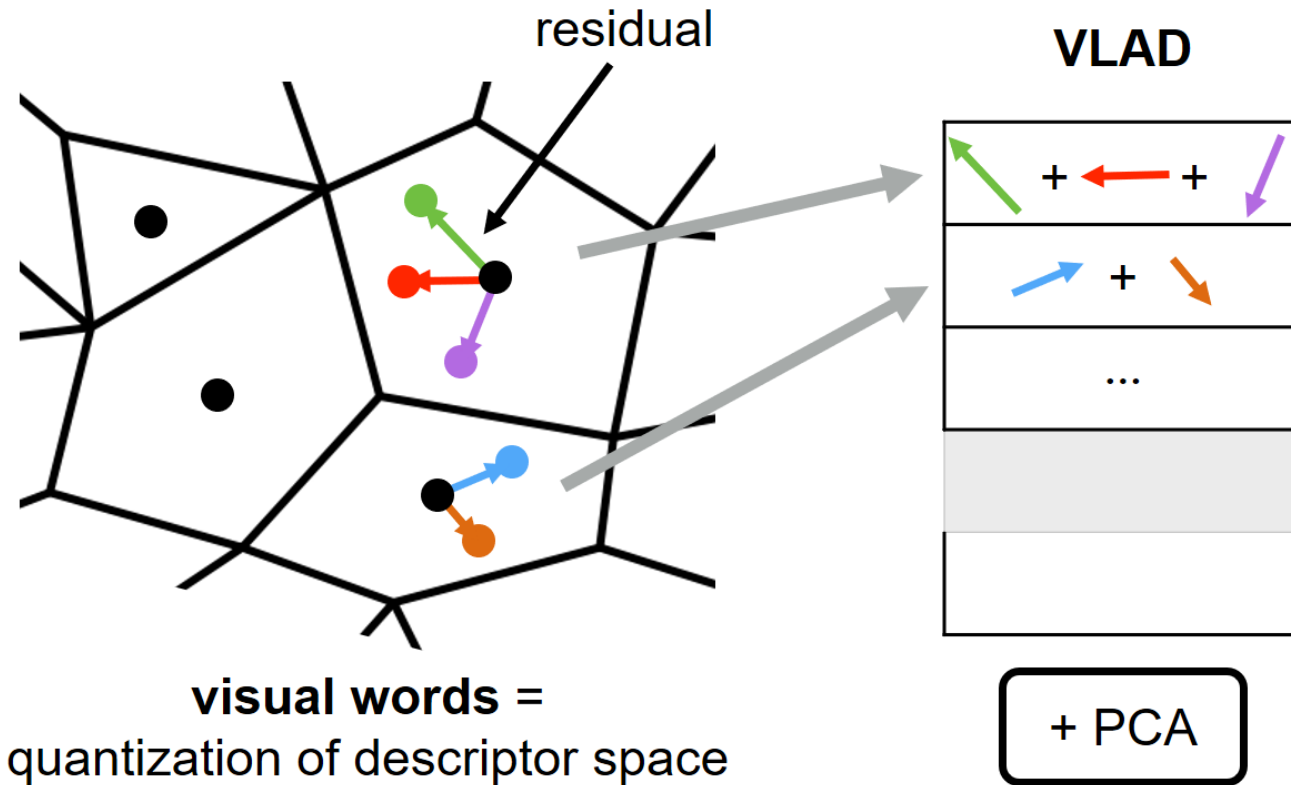 residual
VLAD
+ +
+
...
visual words =
quantization of descriptor space
+ PCA